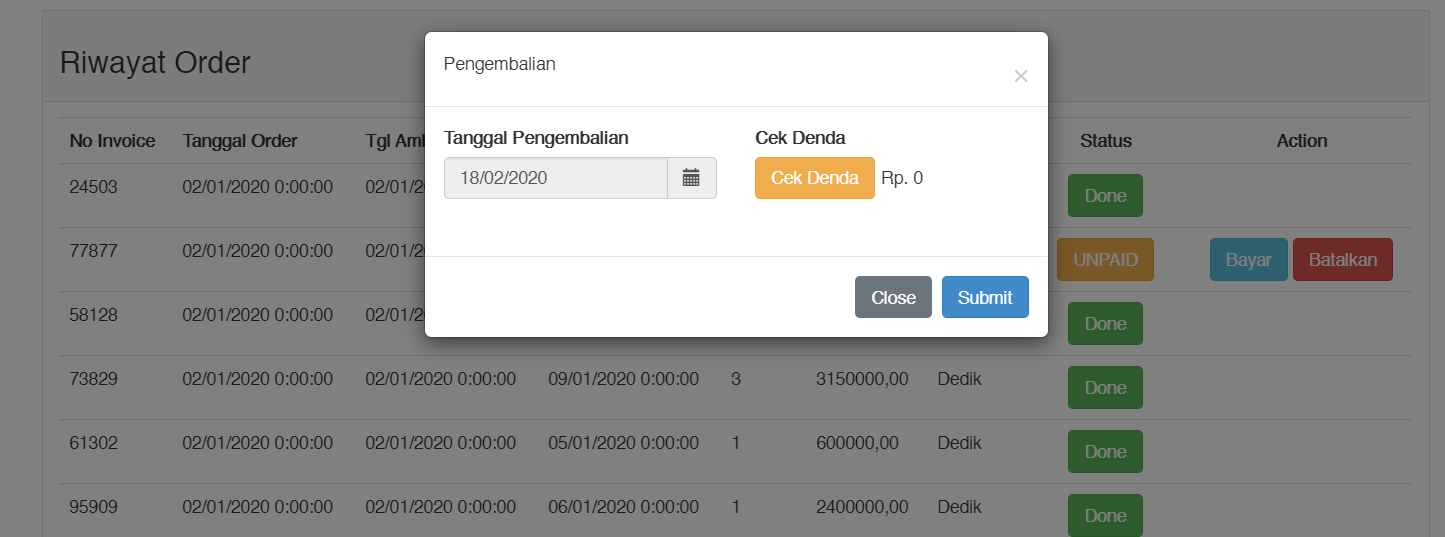 Riwayat Order
Pengembalian
×
Tanggal Pengembalian Cek Denda
18/02/2020 Cek Denda Rp. 0
Close Submit
No Invoice Tanggal Order Tgl Am Status Action
24503 02/01/2020 0:00:00 02/01/2 Done
77877 02/01/2020 0:00:00 02/01/2 UNPAID Bayar Batalkan
58128 02/01/2020 0:00:00 02/01/2 Done
73829 02/01/2020 0:00:00 02/01/2020 0:00:00 09/01/2020 0:00:00 3 3150000,00 Dedik Done
61302 02/01/2020 0:00:00 02/01/2020 0:00:00 05/01/2020 0:00:00 1 600000,00 Dedik Done
95909 02/01/2020 0:00:00 02/01/2020 0:00:00 06/01/2020 0:00:00 1 2400000,00 Dedik Done